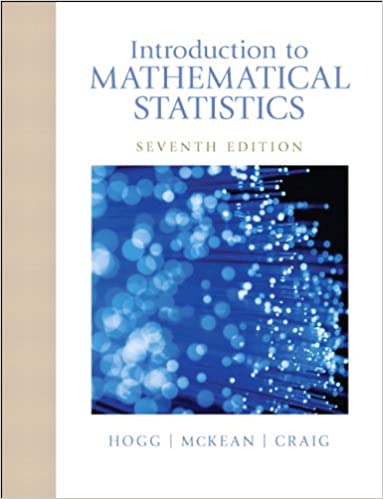 Introduction to
MATHEMATICAL
STATISTICS
SEVENTH EDITION
HOGG | McKEAN | CRAIG